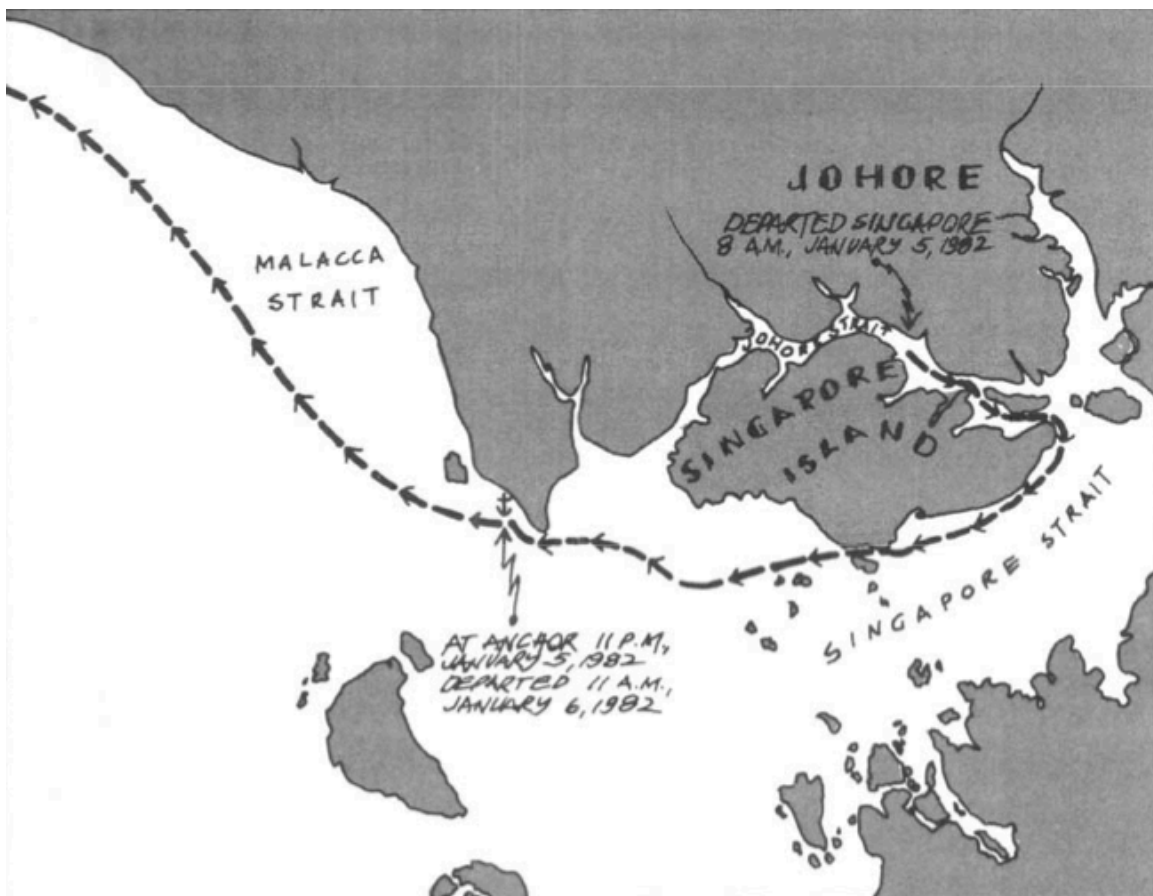 JOHORE
DEPARTED SINGAPORE
8 A.M., JANUARY 5, 1982
MALACCA
STRAIT
JOHORE STRAIT
SINGAPORE
ISLAND
SINGAPORE STRAIT
AT ANCHOR 11 P.M.,
JANUARY 5, 1982
DEPARTED 11 A.M.,
JANUARY 6, 1982